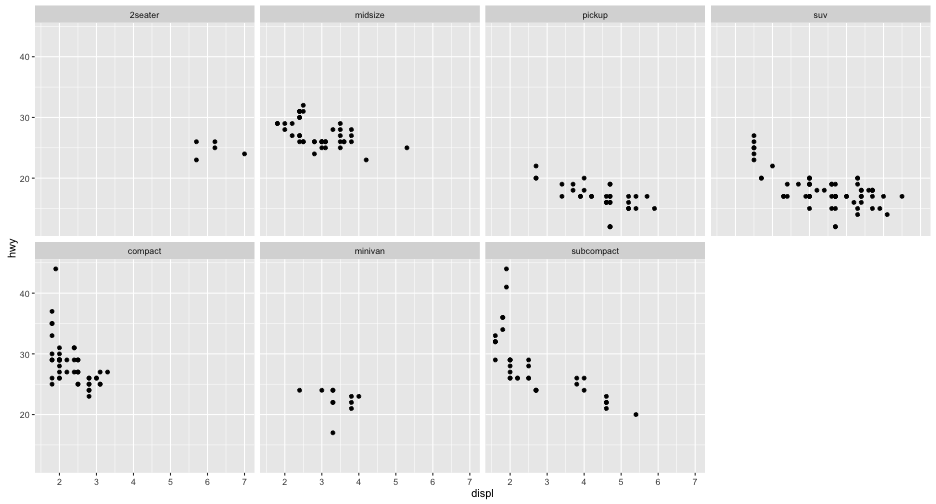 2seater midsize pickup suv
40
30
20
hwy
compact minivan subcompact
40
30
20
2 3 4 5 6 7 2 3 4 5 6 7 2 3 4 5 6 7
displ